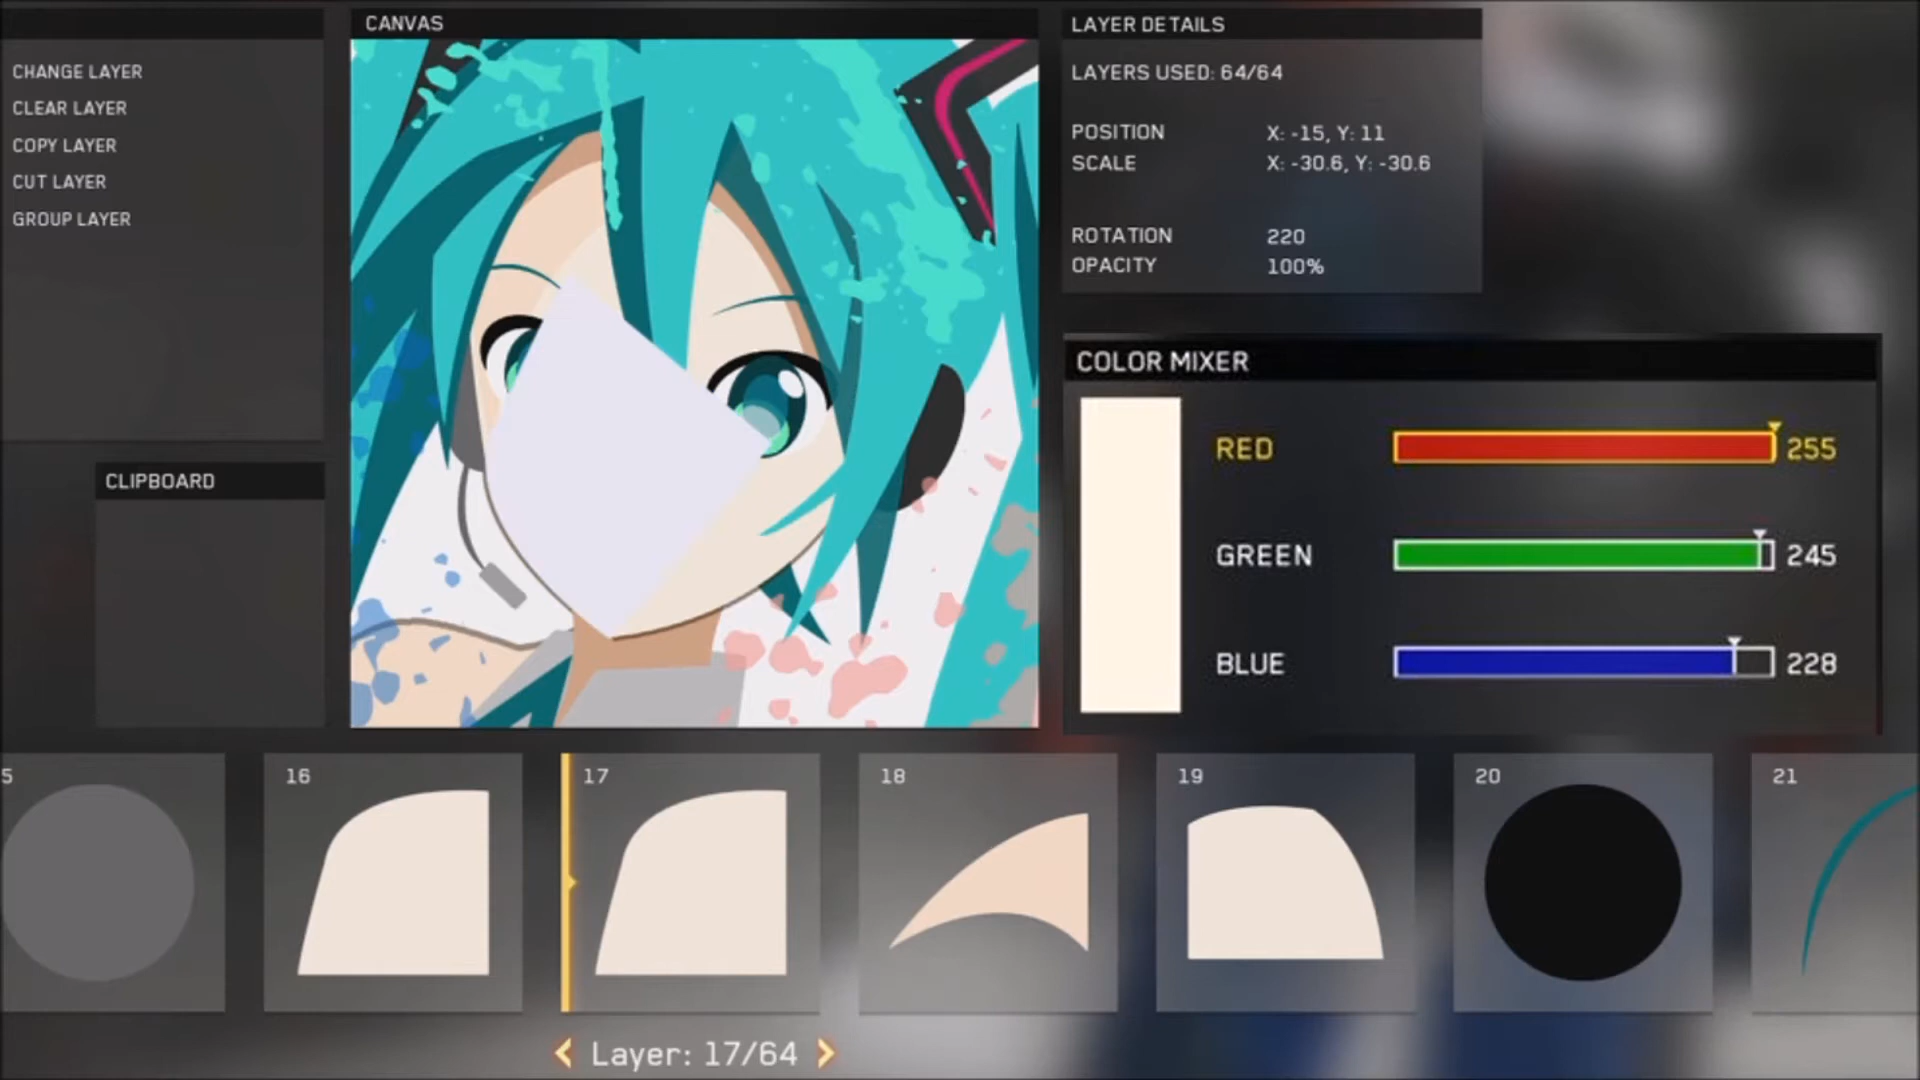 CANVAS
CHANGE LAYER
CLEAR LAYER
COPY LAYER
CUT LAYER
GROUP LAYER
CLIPBOARD
LAYER DETAILS
LAYERS USED: 64/64
POSITION X: -15, Y: 11
SCALE X: -30.6, Y: -30.6
ROTATION 220
OPACITY 100%
COLOR MIXER
RED 255
GREEN 245
BLUE 228
5 16 17 18 19 20 21
Layer: 17/64